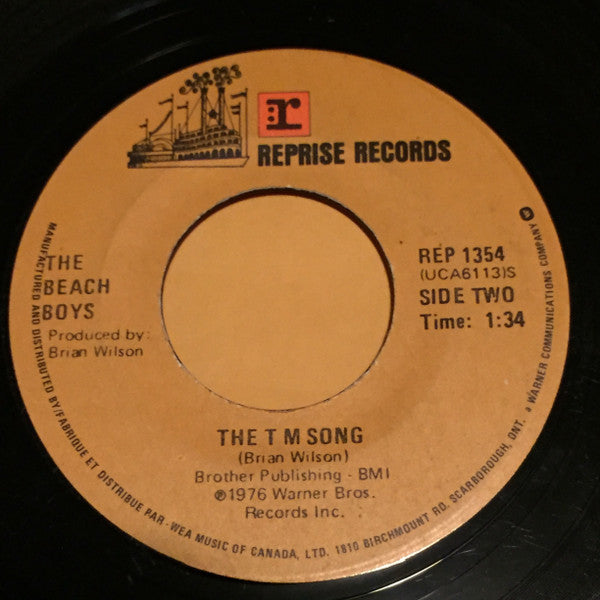 r
REPRISE RECORDS
THE
BEACH
BOYS
Produced by:
Brian Wilson
REP 1354
(UCA6113)S
SIDE TWO
Time: 1:34
THE T M SONG
(Brian Wilson)
Brother Publishing - BMI
℗1976 Warner Bros.
Records Inc.
MANUFACTURED AND DISTRIBUTED BY/FABRIQUE ET DISTRIBUE PAR -WEA MUSIC OF CANADA, LTD. 1810 BIRCHMOUNT RD. SCARBOROUGH, ONT. a WARNER COMMUNICATIONS COMPANY